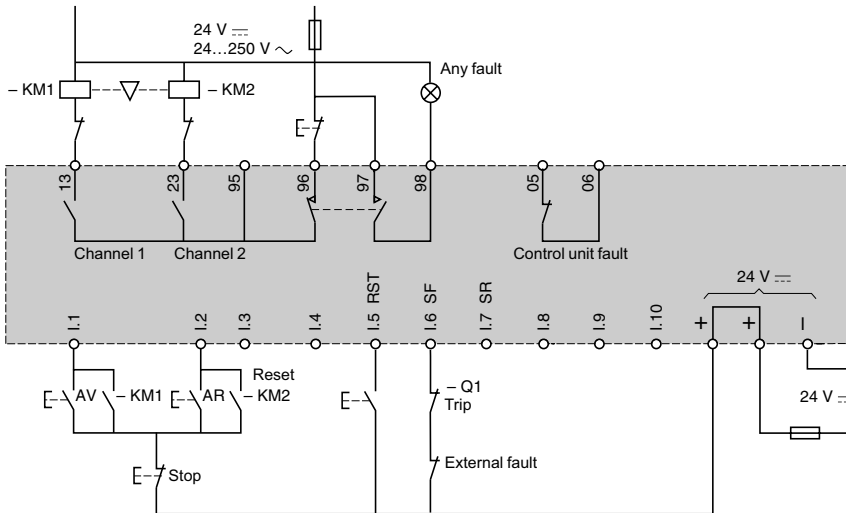 24 V ⎓
24...250 V ∼
Any fault
– KM1
– KM2
13
23
95
96
97
98
05
06
Channel 1
Channel 2
Control unit fault
24 V ⎓
I.1
I.2
I.3
I.4
I.5 RST
I.6 SF
I.7 SR
I.8
I.9
I.10
+
+
–
Reset
AV
– KM1
AR
– KM2
– Q1
Trip
24 V ⎓
External fault
Stop